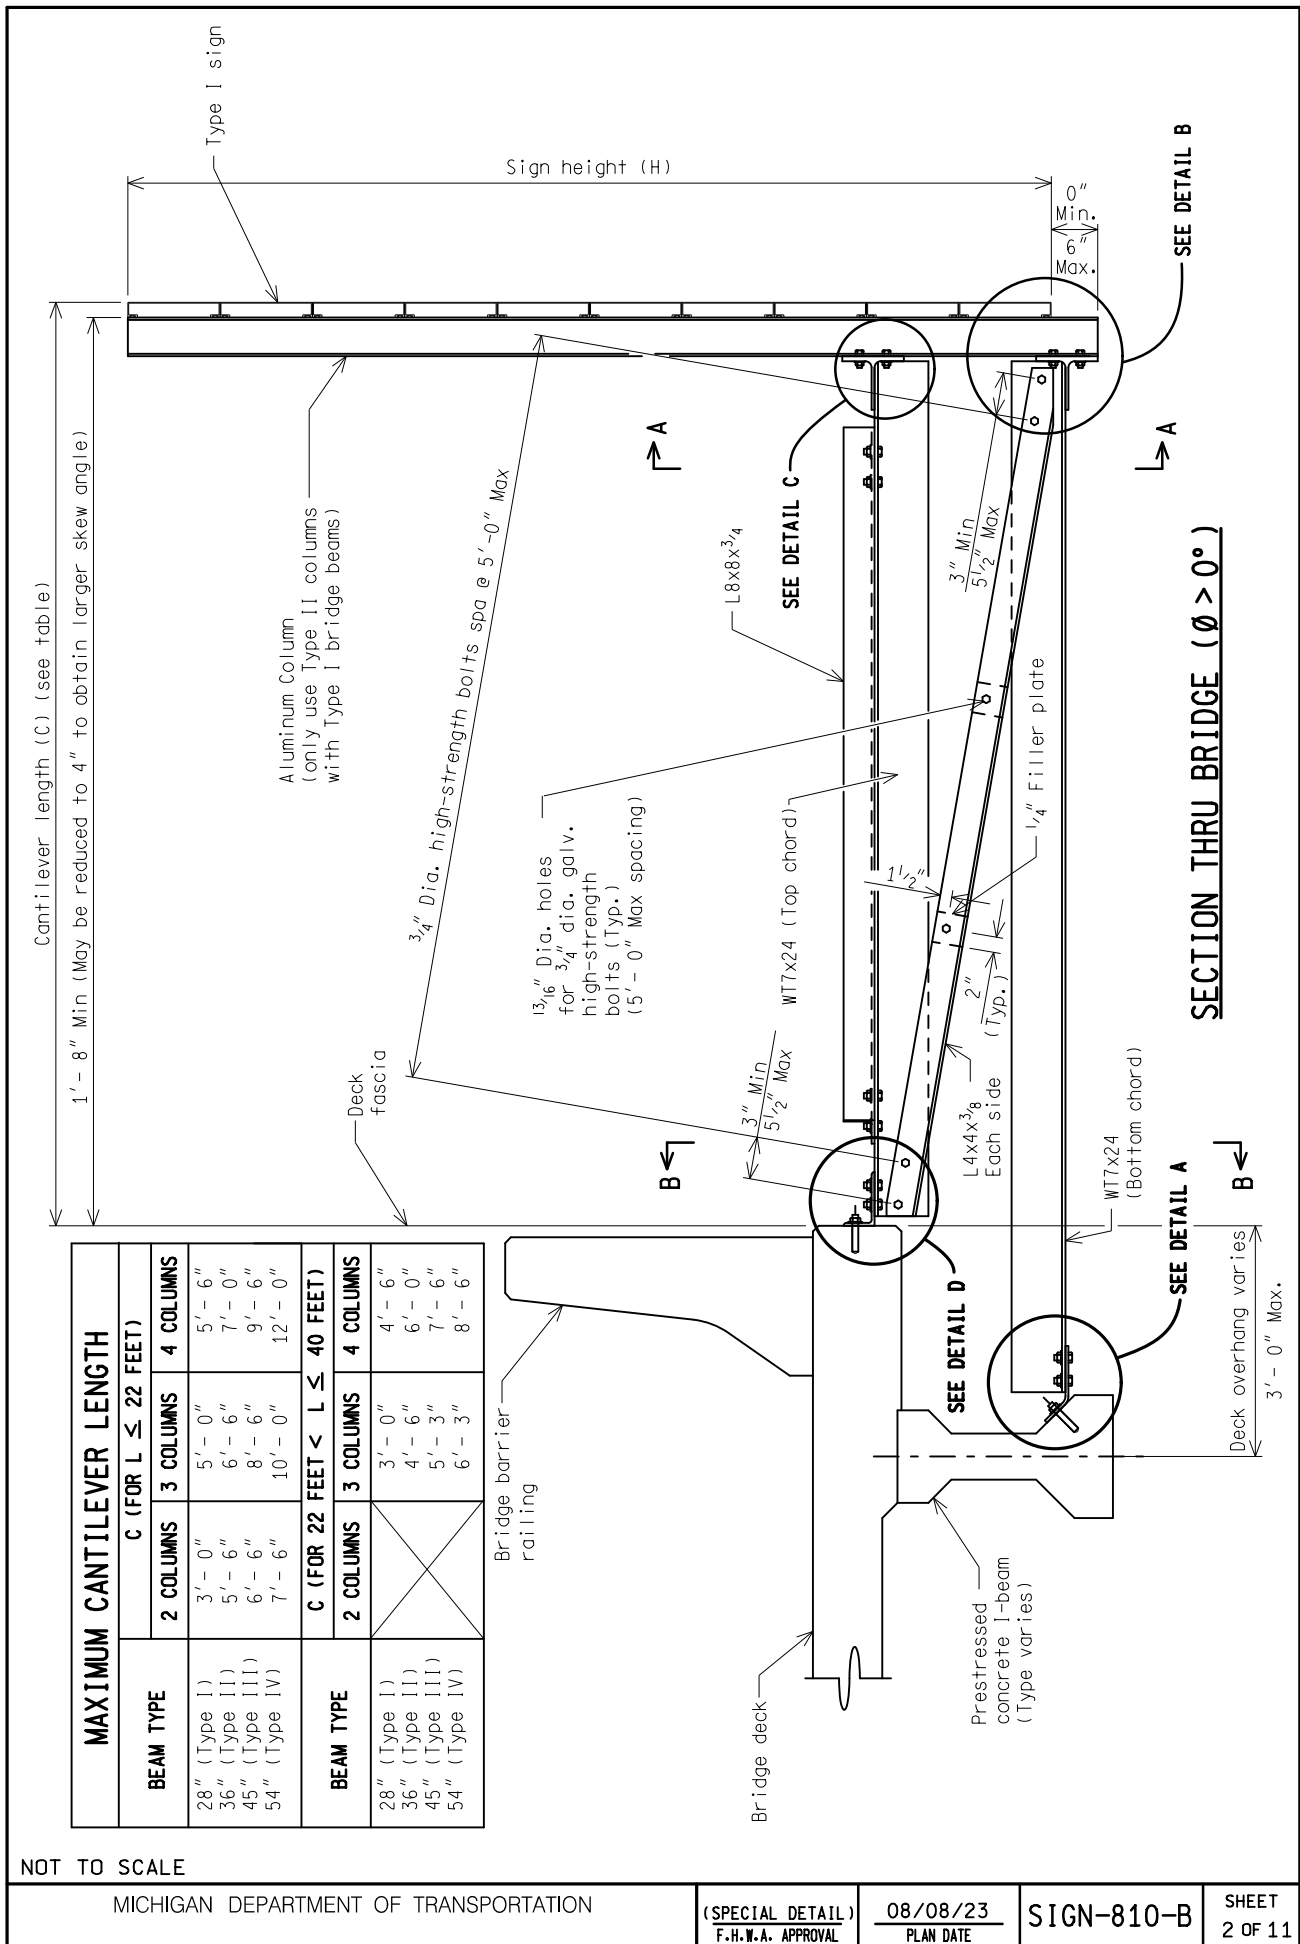 MAXIMUM CANTILEVER LENGTH
BEAM TYPE
C (FOR L ≤ 22 FEET)
2 COLUMNS 3 COLUMNS 4 COLUMNS
28" (Type I) 3'- 0" 5'- 0" 5'- 6"
36" (Type II) 5'- 6" 6'- 6" 7'- 0"
45" (Type III) 6'- 6" 8'- 6" 9'- 6"
54" (Type IV) 7'- 6" 10'- 0" 12'- 0"
BEAM TYPE
C (FOR 22 FEET < L ≤ 40 FEET)
2 COLUMNS 3 COLUMNS 4 COLUMNS
28" (Type I) 3'- 0" 4'- 6"
36" (Type II) 4'- 6" 6'- 0"
45" (Type III) 5'- 3" 7'- 6"
54" (Type IV) 6'- 3" 8'- 6"
Cantilever length (C) (see table)
1'- 8" Min (May be reduced to 4" to obtain larger skew angle)
Type I sign
Sign height (H)
0"
Min.
6"
Max.
SEE DETAIL B
Aluminum Column
(only use Type II columns
with Type I bridge beams)
Deck
fascia
3/4" Dia. high-strength bolts spa @ 5'-0" Max
13/16" Dia. holes
for 3/4" dia. galv.
high-strength
bolts (Typ.)
(5'- 0" Max spacing)
L8x8x3/4
SEE DETAIL C
A
A
B
B
3" Min
5 1/2" Max
WT7x24 (Top chord)
3" Min
5 1/2" Max
1 1/2"
1/4" Filler plate
2"
(Typ.)
L4x4x3/8
Each side
WT7x24
(Bottom chord)
Bridge barrier
railing
SEE DETAIL D
SEE DETAIL A
Bridge deck
Prestressed
concrete I-beam
(Type varies)
Deck overhang varies
3'- 0" Max.
SECTION THRU BRIDGE (Ø > 0°)
NOT TO SCALE
MICHIGAN DEPARTMENT OF TRANSPORTATION
(SPECIAL DETAIL)
F.H.W.A. APPROVAL
08/08/23
PLAN DATE
SIGN-810-B
SHEET
2 OF 11